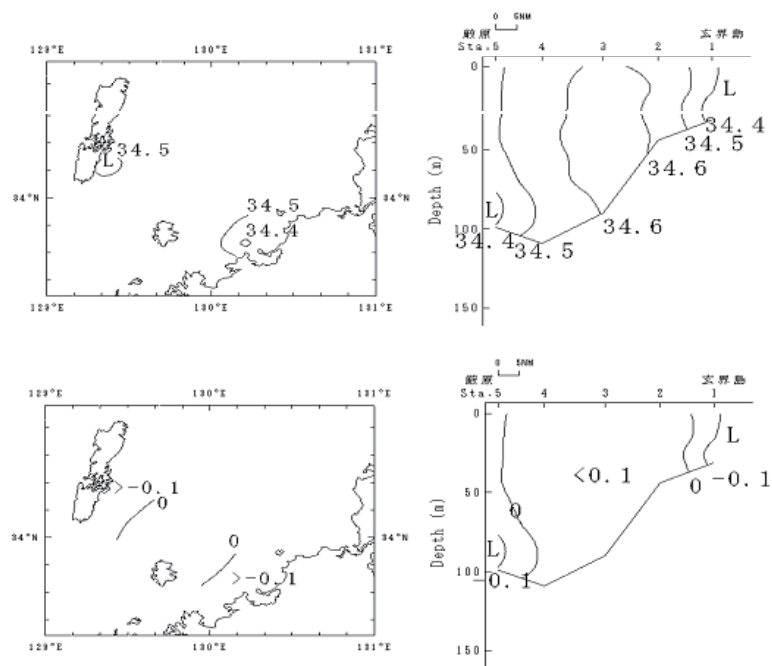 0 5NM
厳原 玄界島
Sta.5 4 3 2 1
129°E 130°E 131°E
0
L
34.5
L
34.4
34.5
50
34.6
Depth (m)
34°N
34.5
34.4
34°N
L
100
34.4
34.5
34.6
150
129°E 130°E 131°E
0 5NM
厳原 玄界島
Sta.5 4 3 2 1
129°E 130°E 131°E
0
L
>-0.1
0
<0.1
0 -0.1
50
0
Depth (m)
34°N
0
>-0.1
34°N
L
100
-0.1
150
129°E 130°E 131°E